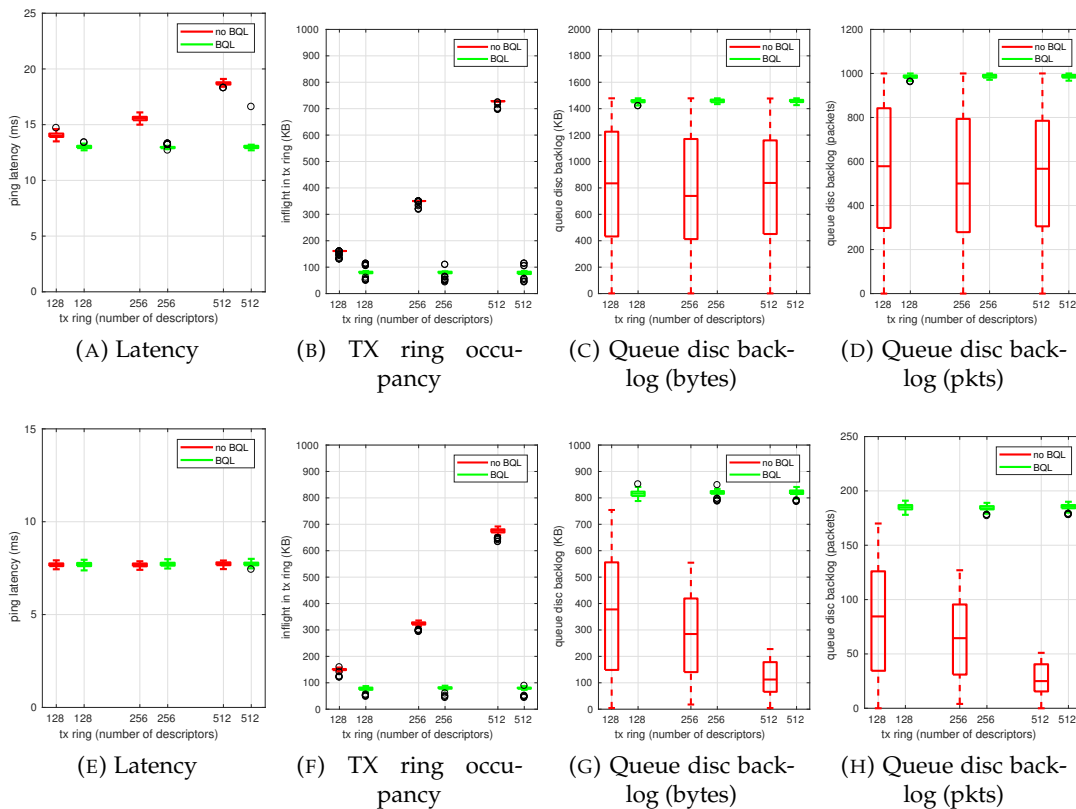 25
20
15
10
5
0
ping latency (ms)
no BQL
BQL
128 128 256 256 512 512
tx ring (number of descriptors)
(A) Latency
1000
900
800
700
600
500
400
300
200
100
0
inflight in tx ring (KB)
no BQL
BQL
128 128 256 256 512 512
tx ring (number of descriptors)
(B) TX ring occu-
pancy
2000
1800
1600
1400
1200
1000
800
600
400
200
0
queue disc backlog (KB)
no BQL
BQL
128 128 256 256 512 512
tx ring (number of descriptors)
(C) Queue disc back-
log (bytes)
1200
1000
800
600
400
200
0
queue disc backlog (packets)
no BQL
BQL
128 128 256 256 512 512
tx ring (number of descriptors)
(D) Queue disc back-
log (pkts)
15
10
5
0
ping latency (ms)
no BQL
BQL
128 128 256 256 512 512
tx ring (number of descriptors)
(E) Latency
1000
900
800
700
600
500
400
300
200
100
0
inflight in tx ring (KB)
no BQL
BQL
128 128 256 256 512 512
tx ring (number of descriptors)
(F) TX ring occu-
pancy
1000
900
800
700
600
500
400
300
200
100
0
queue disc backlog (KB)
no BQL
BQL
128 128 256 256 512 512
tx ring (number of descriptors)
(G) Queue disc back-
log (bytes)
250
200
150
100
50
0
queue disc backlog (packets)
no BQL
BQL
128 128 256 256 512 512
tx ring (number of descriptors)
(H) Queue disc back-
log (pkts)